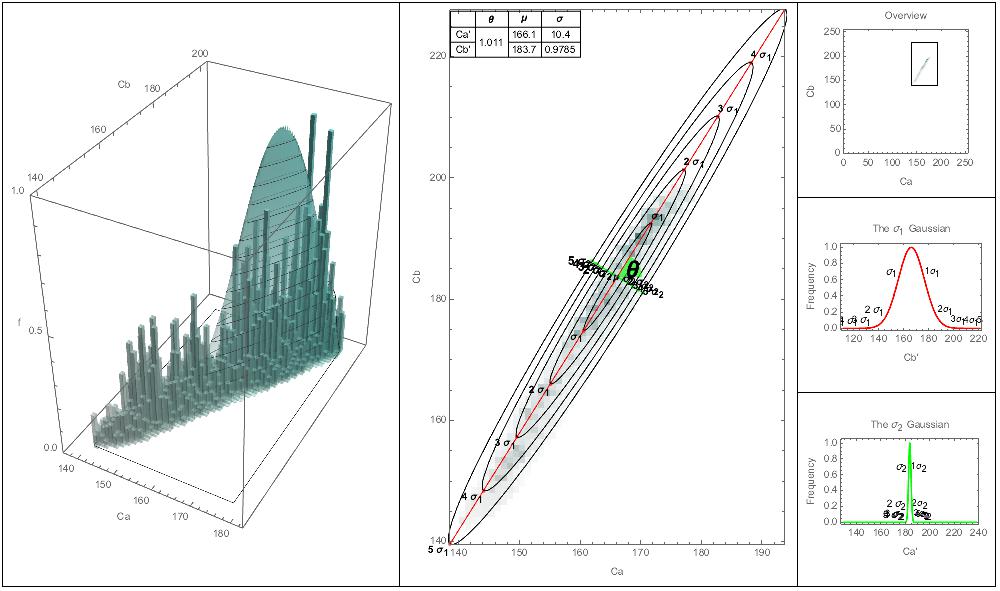 200
Cb
180
160
140
1.0
f
0.5
0.0
140
150
Ca
160
170
180
θ μ σ
Ca' 1.011 166.1 10.4
Cb' 183.7 0.9785
220
200
Cb
180
160
140
4 σ1
3 σ1
2 σ1
σ1
θ
σ1
2 σ1
3 σ1
4 σ1
5 σ1
140 150 160 170 180 190
Ca
Overview
250
200
150
Cb
100
50
0
0 50 100 150 200 250
Ca
The σ1 Gaussian
1.0
0.8
0.6
Frequency
0.4
0.2
0.0
σ1 1σ1
2 σ1 2σ1
120 140 160 180 200 220
Cb'
The σ2 Gaussian
1.0
0.8
0.6
Frequency
0.4
0.2
0.0
σ2 1σ2
2 σ2 2σ2
140 160 180 200 220 240
Ca'